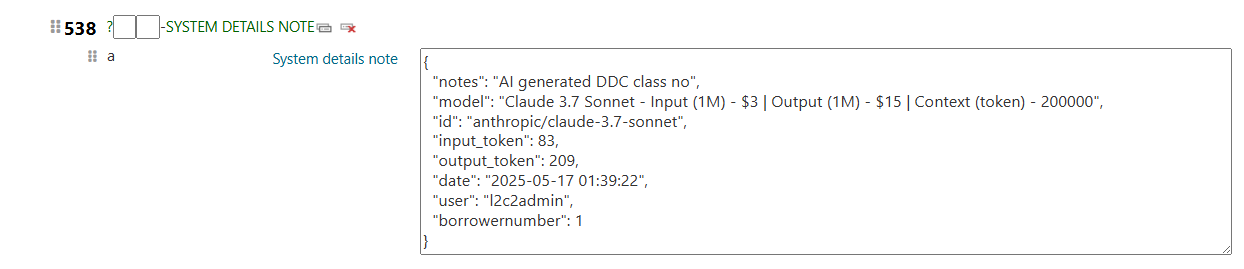 538 ? -SYSTEM DETAILS NOTE
a System details note
{
"notes": "AI generated DDC class no",
"model": "Claude 3.7 Sonnet - Input (1M) - $3 | Output (1M) - $15 | Context (token) - 200000",
"id": "anthropic/claude-3.7-sonnet",
"input_token": 83,
"output_token": 209,
"date": "2025-05-17 01:39:22",
"user": "l2c2admin",
"borrowernumber": 1
}